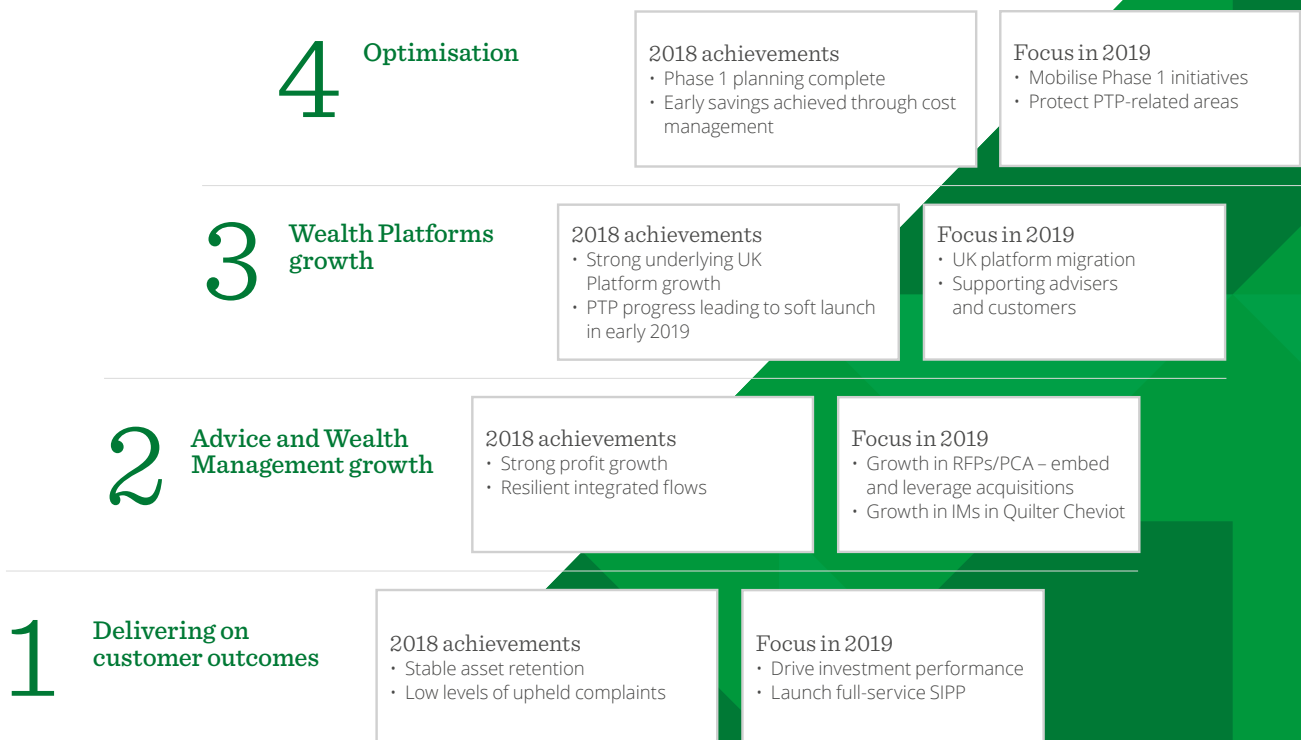 4
Optimisation
2018 achievements
• Phase 1 planning complete
• Early savings achieved through cost
management
Focus in 2019
• Mobilise Phase 1 initiatives
• Protect PTP-related areas
3
Wealth Platforms
growth
2018 achievements
• Strong underlying UK
Platform growth
• PTP progress leading to soft launch
in early 2019
Focus in 2019
• UK platform migration
• Supporting advisers
and customers
2
Advice and Wealth
Management growth
2018 achievements
• Strong profit growth
• Resilient integrated flows
Focus in 2019
• Growth in RFPs/PCA – embed
and leverage acquisitions
• Growth in IMs in Quilter Cheviot
1
Delivering on
customer outcomes
2018 achievements
• Stable asset retention
• Low levels of upheld complaints
Focus in 2019
• Drive investment performance
• Launch full-service SIPP